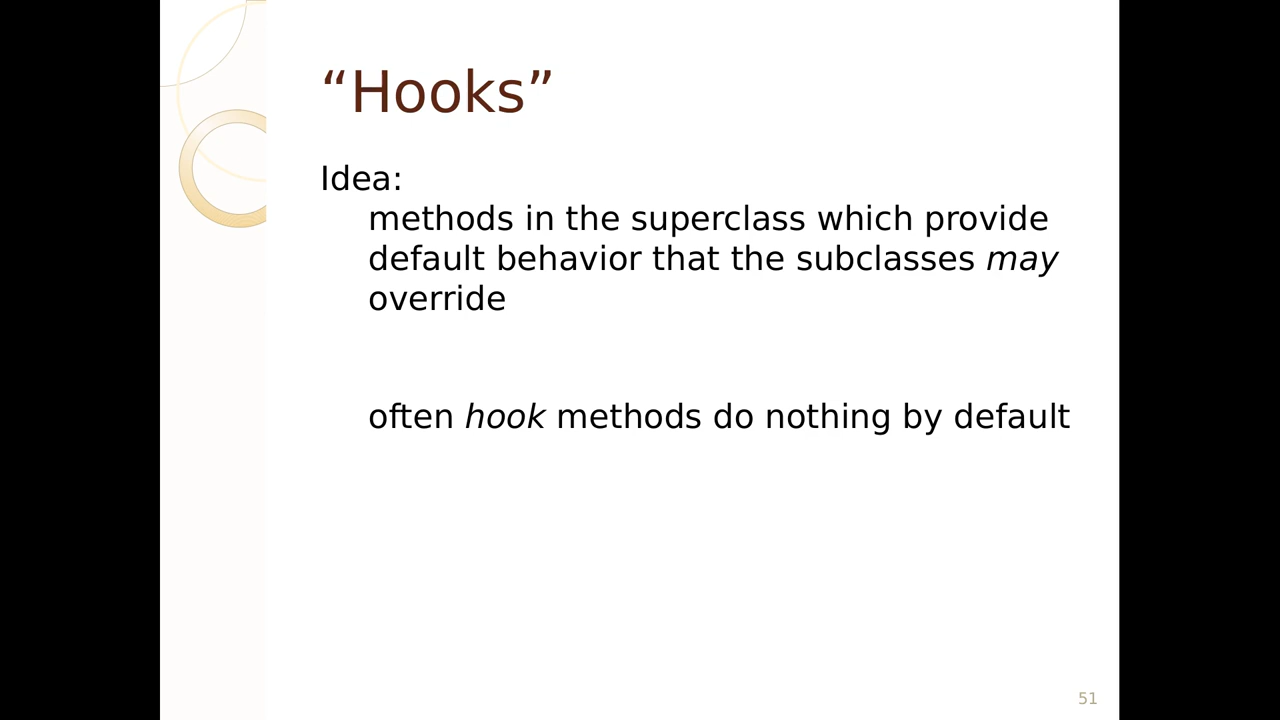 “Hooks”
Idea:
methods in the superclass which provide
default behavior that the subclasses may
override
often hook methods do nothing by default
51